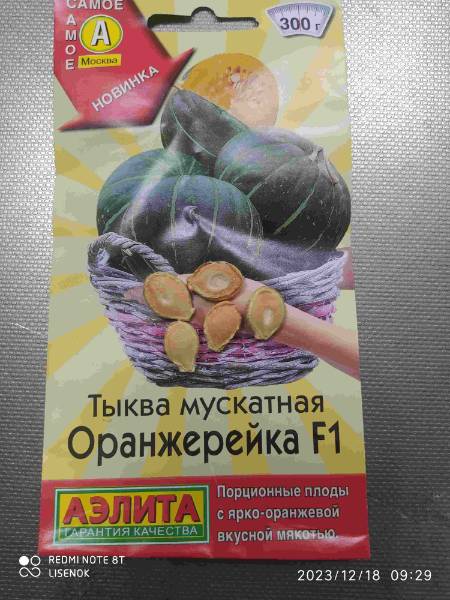 САМОЕ
САМОЕ
А
Москва
НОВИНКА
300 г
Тыква мускатная
Оранжерейка F1
АЭЛИТА
ГАРАНТИЯ КАЧЕСТВА
Порционные плоды
с ярко-оранжевой
вкусной мякотью.
REDMI NOTE 8T
LISENOK
2023/12/18 09:29